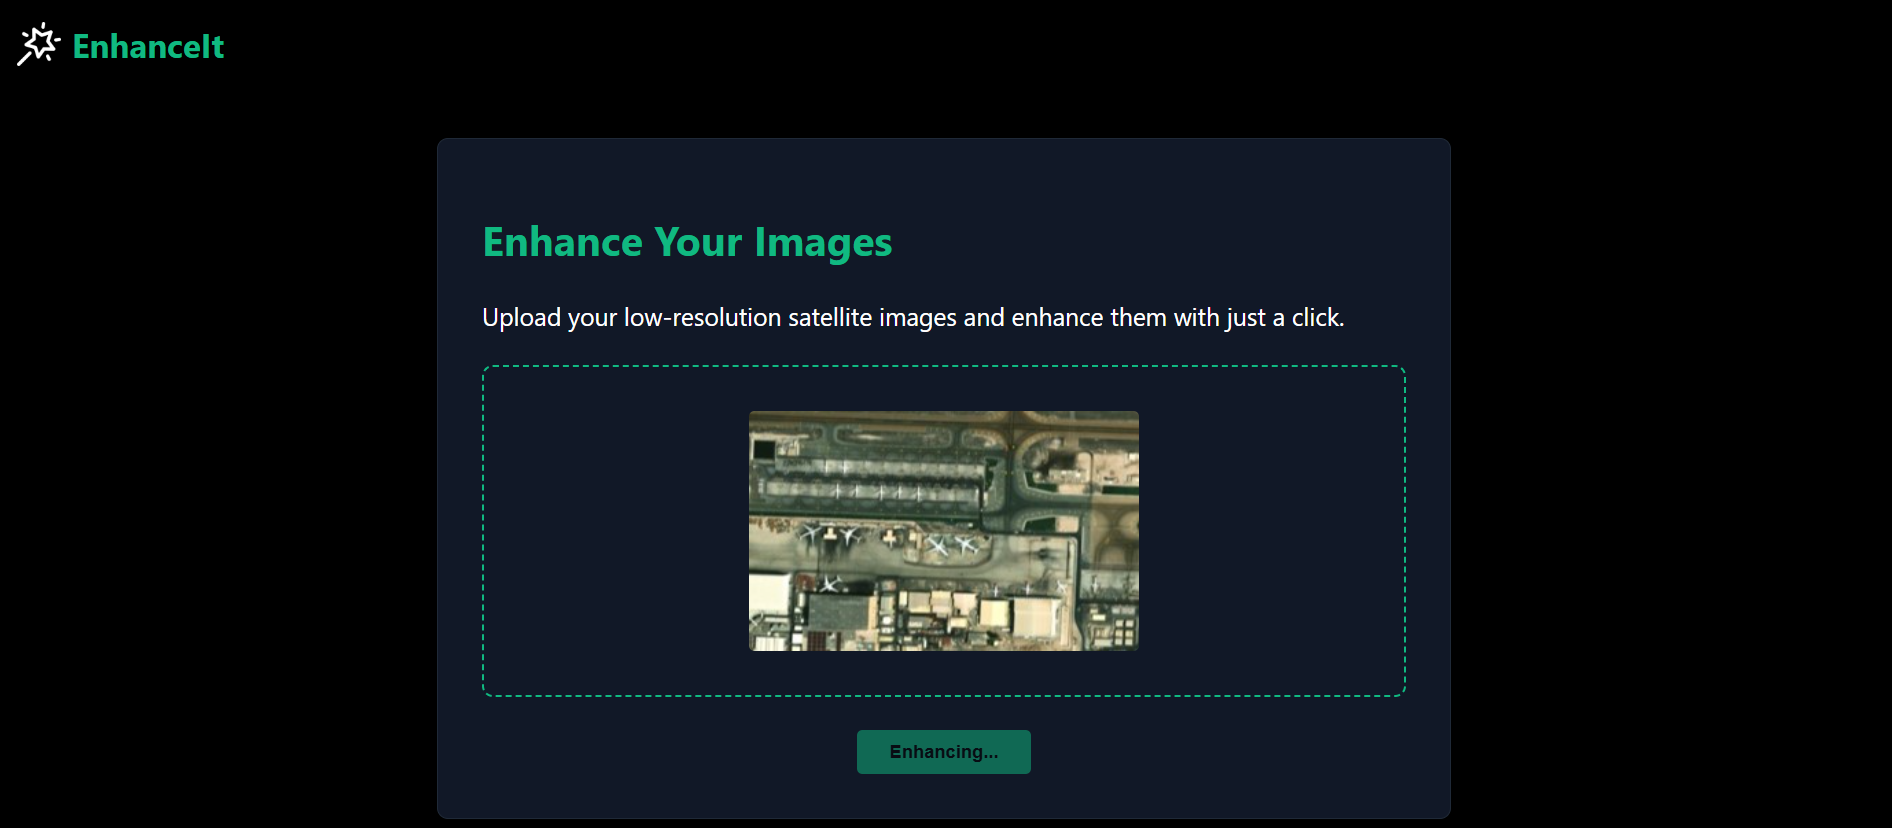 EnhanceIt
Enhance Your Images
Upload your low-resolution satellite images and enhance them with just a click.
Enhancing...